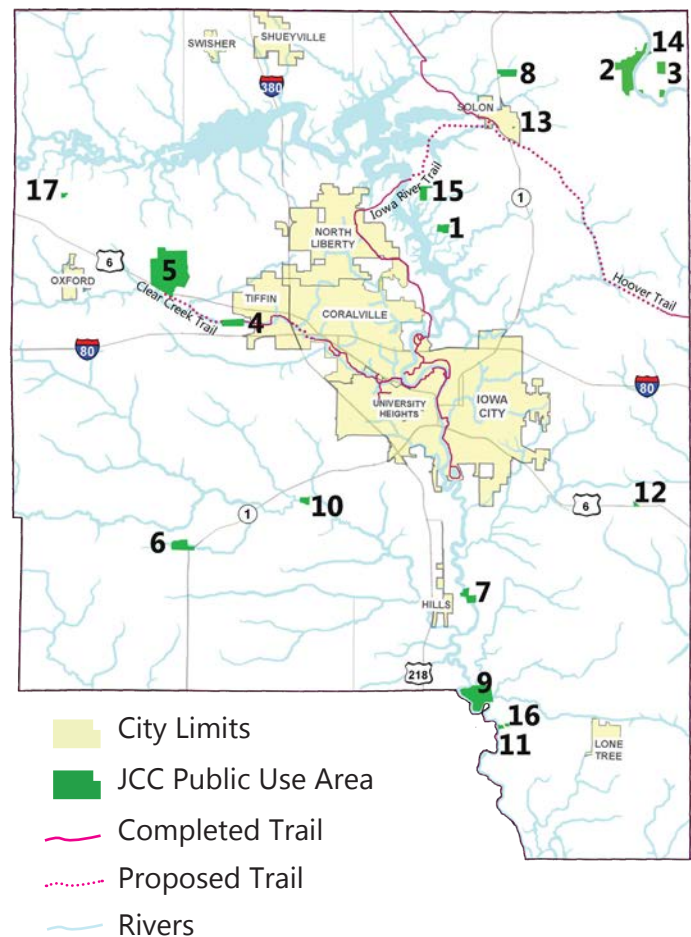 SHUEYVILLE
SWISHER
14
2
3
8
380
SOLON
13
17
Iowa River Trail
15
1
1
NORTH
LIBERTY
6
5
OXFORD
Hoover Trail
TIFFIN
Clear Creek Trail
4
CORALVILLE
80
80
UNIVERSITY
HEIGHTS
IOWA
CITY
12
10
6
1
6
7
HILLS
218
9
16
11
LONE
TREE
City Limits
JCC Public Use Area
Completed Trail
Proposed Trail
Rivers